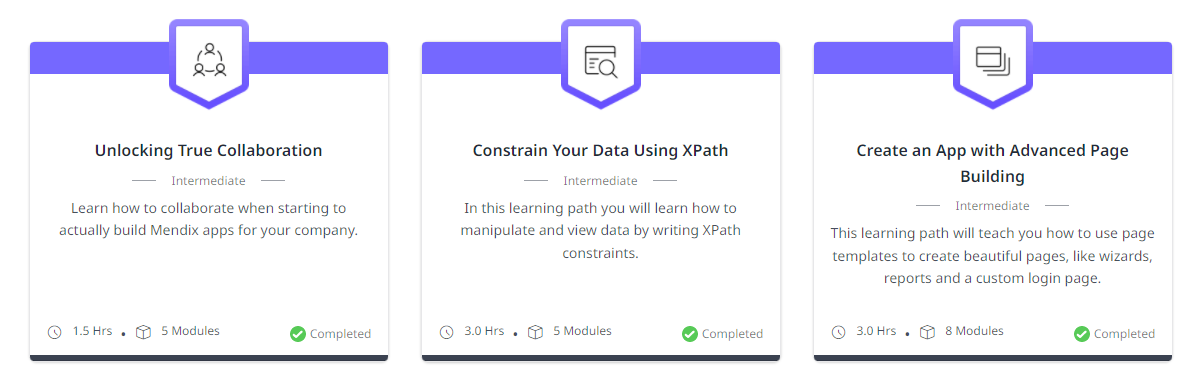 Unlocking True Collaboration
Intermediate
Learn how to collaborate when starting to
actually build Mendix apps for your company.
1.5 Hrs • 5 Modules
Completed
Constrain Your Data Using XPath
Intermediate
In this learning path you will learn how to
manipulate and view data by writing XPath
constraints.
3.0 Hrs • 5 Modules
Completed
Create an App with Advanced Page
Building
Intermediate
This learning path will teach you how to use page
templates to create beautiful pages, like wizards,
reports and a custom login page.
3.0 Hrs • 8 Modules
Completed